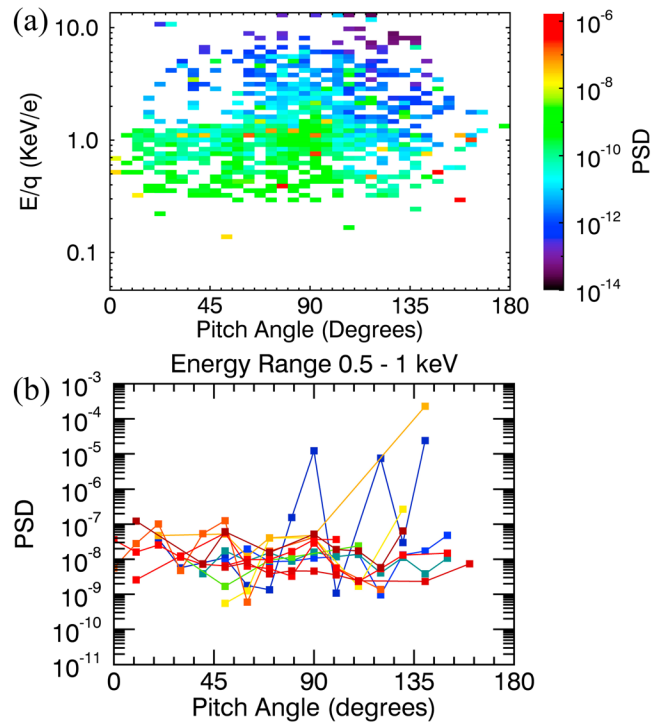 (a)
10.0
1.0
0.1
E/q (KeV/e)
0 45 90 135 180
Pitch Angle (Degrees)
10-6
10-8
10-10
10-12
10-14
PSD
Energy Range 0.5 - 1 keV
(b)
10-3
10-4
10-5
10-6
10-7
10-8
10-9
10-10
10-11
PSD
0 45 90 135 180
Pitch Angle (degrees)